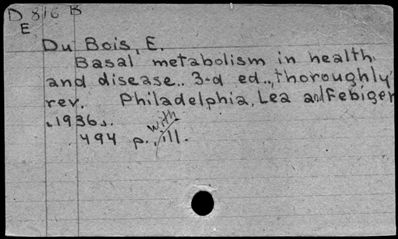 D 816 B
E
Du Bois, E.
Basal metabolism in health
and disease.. 3-d ed.., thoroughly
rev. Philadelphia, Lea and Febiger
1936.
494 p., with ill.